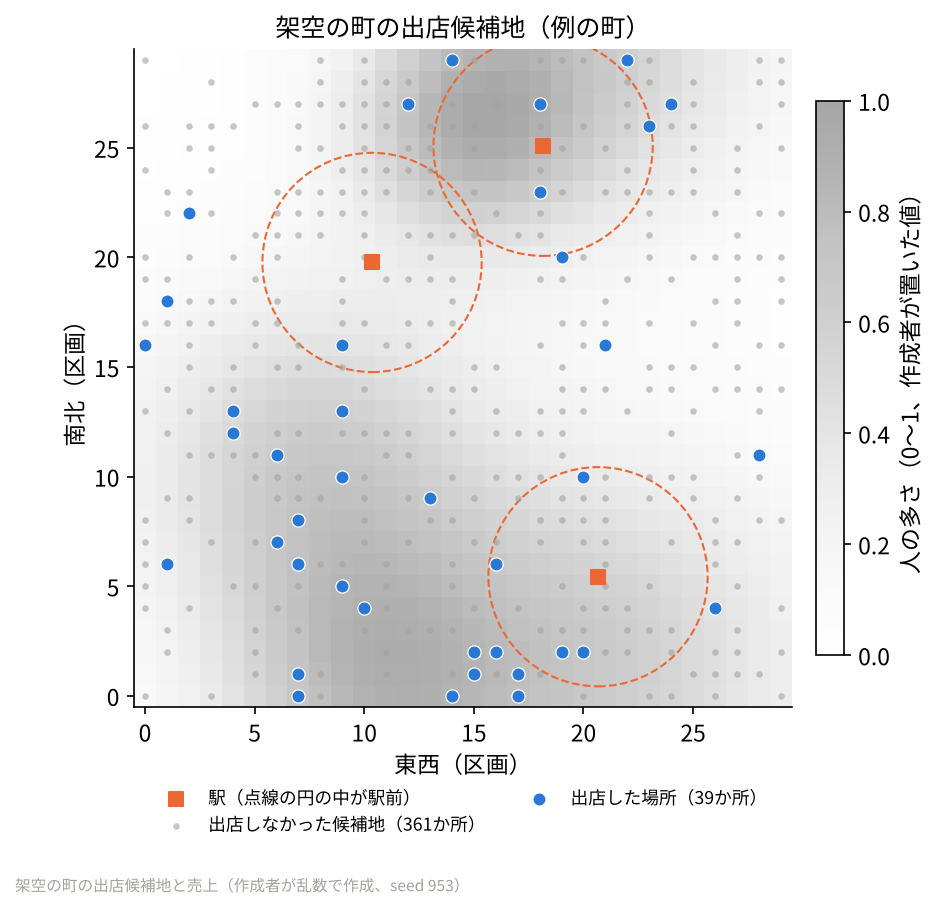 架空の町の出店候補地（例の町）
25
20
15
10
5
0
南北（区画）
0 5 10 15 20 25
東西（区画）
1.0
0.8
0.6
0.4
0.2
0.0
人の多さ（0〜1、作成者が置いた値）
駅（点線の円の中が駅前）
出店した場所（39か所）
出店しなかった候補地（361か所）
架空の町の出店候補地と売上（作成者が乱数で作成、seed 953）